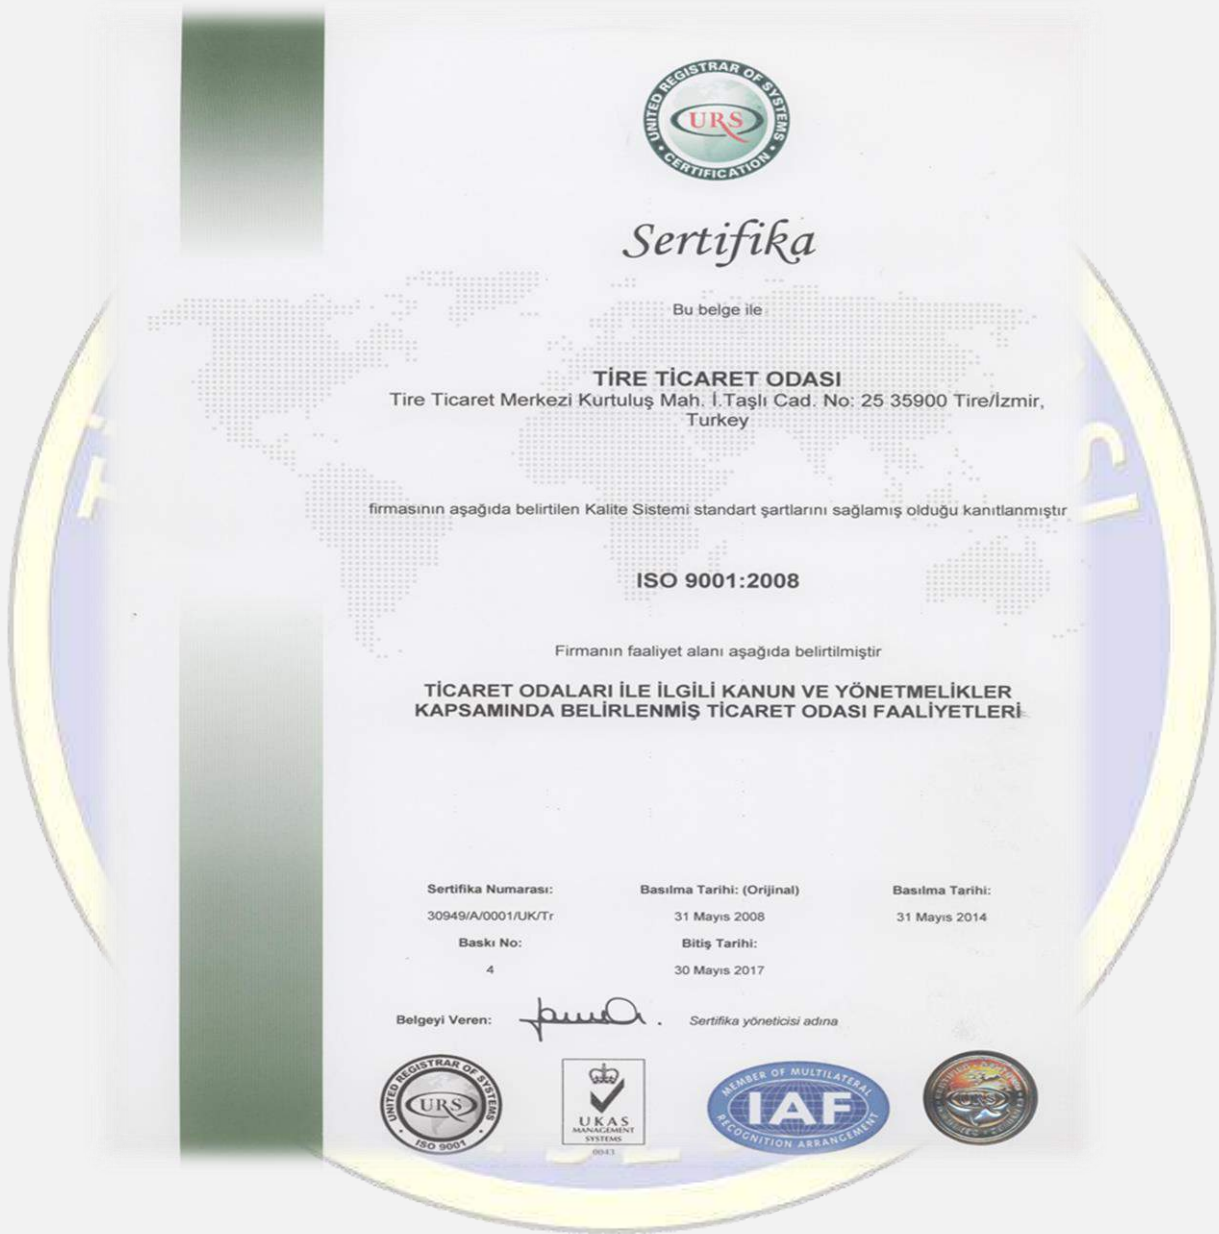 UNITED REGISTRAR OF SYSTEMS
CERTIFICATION
URS
Sertifika
Bu belge ile
TİRE TİCARET ODASI
Tire Ticaret Merkezi Kurtuluş Mah. İ.Taşlı Cad. No: 25 35900 Tire/İzmir,
Turkey
firmasının aşağıda belirtilen Kalite Sistemi standart şartlarını sağlamış olduğu kanıtlanmıştır
ISO 9001:2008
Firmanın faaliyet alanı aşağıda belirtilmiştir
TİCARET ODALARI İLE İLGİLİ KANUN VE YÖNETMELİKLER
KAPSAMINDA BELİRLENMİŞ TİCARET ODASI FAALİYETLERİ
Sertifika Numarası: Basılma Tarihi: (Orijinal) Basılma Tarihi:
30949/A/0001/UK/Tr 31 Mayıs 2008 31 Mayıs 2014
Baskı No: Bitiş Tarihi:
4 30 Mayıs 2017
Belgeyi Veren: Sertifika yöneticisi adına
UNITED REGISTRAR OF SYSTEMS
URS
ISO 9001
UKAS
MANAGEMENT
SYSTEMS
0043
MEMBER OF MULTILATERAL
IAF
RECOGNITION ARRANGEMENT
URS